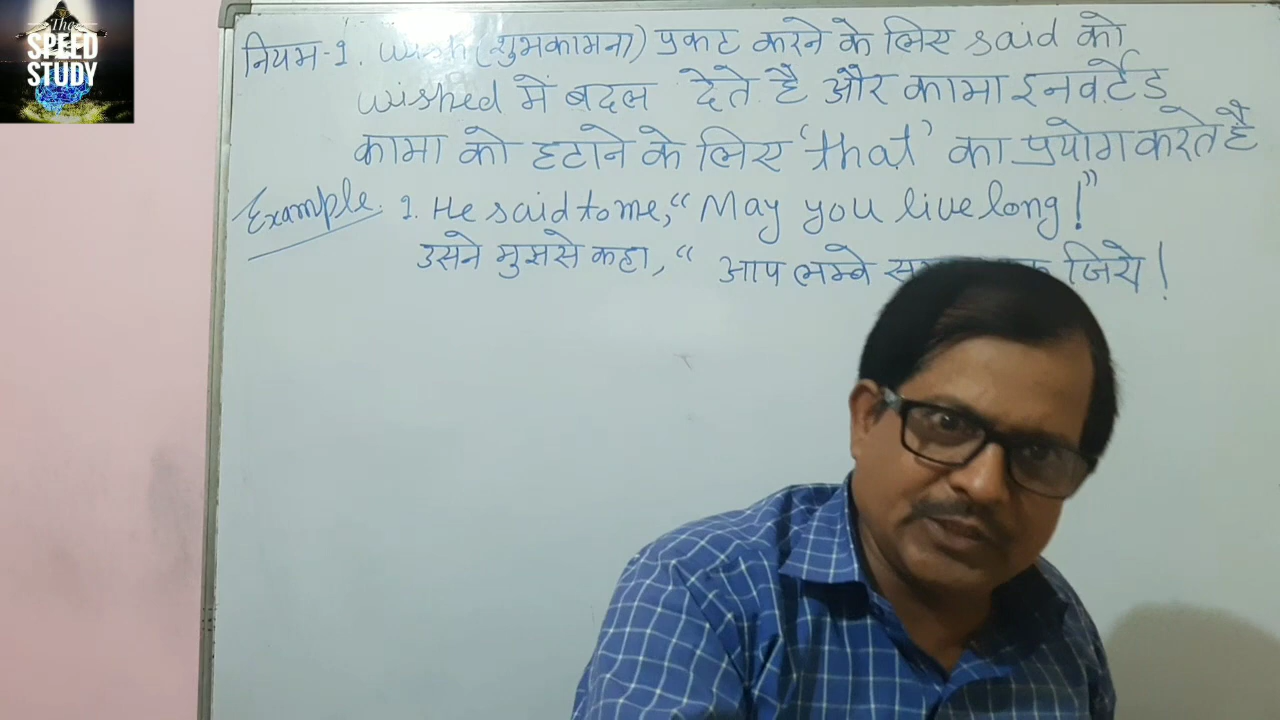 The
SPEED
STUDY
नियम-1. wish (शुभकामना) प्रकट करने के लिए said को
wished में बदल देते है और कामा इनवर्टेड
कामा को हटाने के लिए 'that' का प्रयोग करते है
Example. 1. He said to me, "May you live long!"
उसने मुझसे कहा, " आप लम्बे जिये!